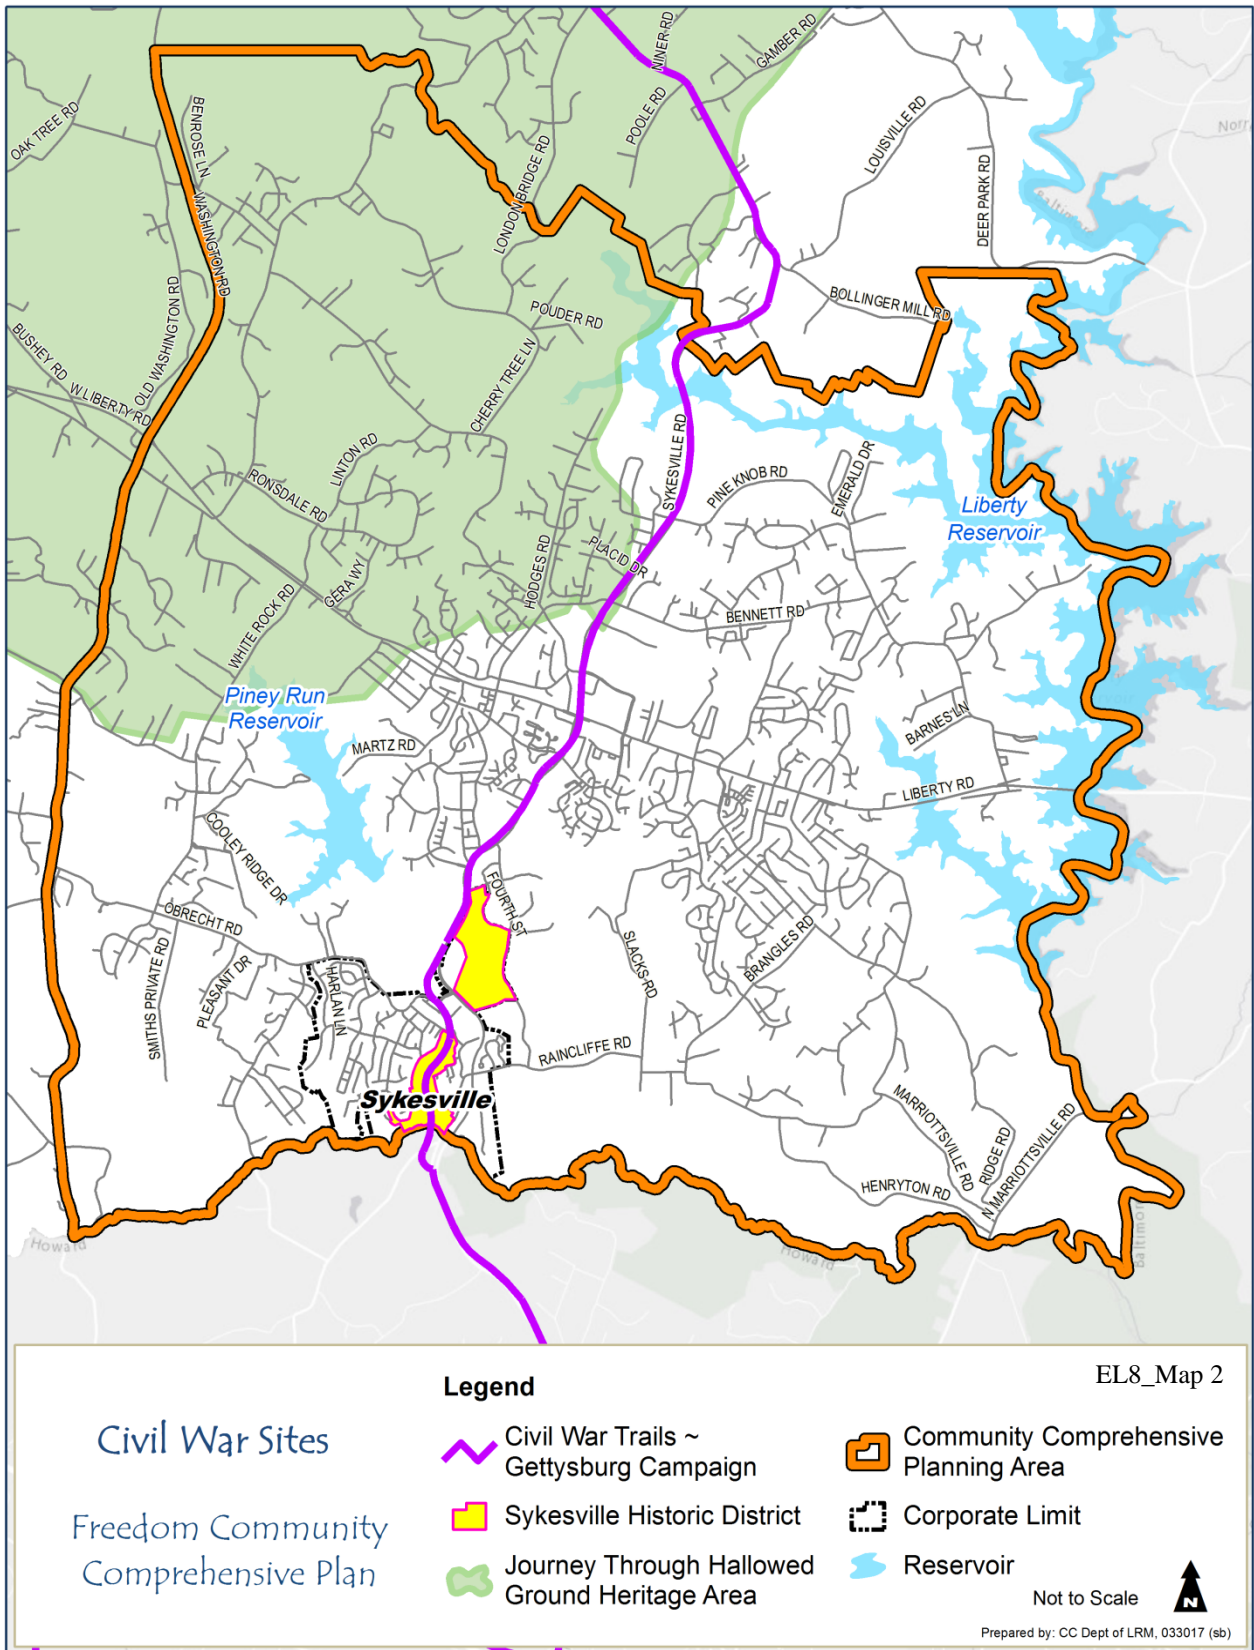 NINER RD
GAMBER RD
POOLE RD
OAK TREE RD
BENROSE LN
LOUISVILLE RD
LONDON BRIDGE RD
DEER PARK RD
WASHINGTON RD
OLD WASHINGTON RD
BOLLINGER MILL RD
POUDER RD
BUSHEY RD
W LIBERTY RD
CHERRY TREE LN
LINTON RD
SYKESVILLE RD
PINE KNOB RD
EMERALD DR
RONSDALE RD
Liberty
Reservoir
PLACID DR
HODGES RD
GERA WY
WHITE ROCK RD
BENNETT RD
Piney Run
Reservoir
BARNES LN
MARTZ RD
LIBERTY RD
COOLEY RIDGE DR
FOURTH ST
OBRECHT RD
BRANGLES RD
SLACKS RD
SMITHS PRIVATE RD
PLEASANT DR
HARLAN LN
RAINCLIFFE RD
Sykesville
MARRIOTTSVILLE RD
RIDGE RD
N MARRIOTTSVILLE RD
HENRYTON RD
Howard
Howard
EL8_Map 2
Civil War Sites
Freedom Community
Comprehensive Plan
Legend
Civil War Trails ~
Gettysburg Campaign
Sykesville Historic District
Journey Through Hallowed
Ground Heritage Area
Community Comprehensive
Planning Area
Corporate Limit
Reservoir
Not to Scale
N
Prepared by: CC Dept of LRM, 033017 (sb)